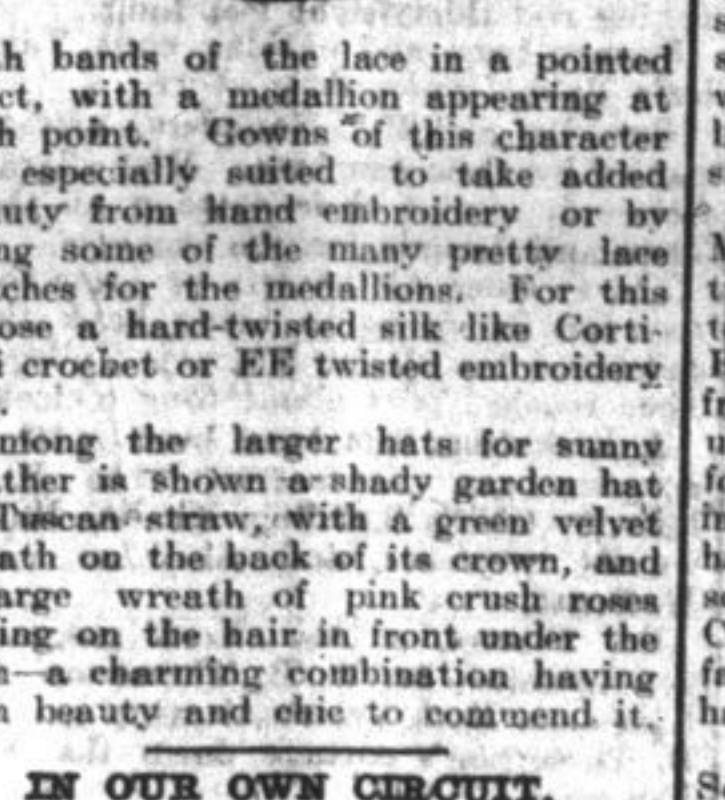 h bands of the lace in a pointed
ct, with a medallion appearing at
h point. Gowns of this character
especially suited to take added
uty from hand embroidery or by
ng some of the many pretty lace
ches for the medallions. For this
ose a hard-twisted silk like Corti-
i crochet or EE twisted embroidery
.
mong the larger hats for sunny
ther is shown a shady garden hat
Tuscan straw, with a green velvet
ath on the back of its crown, and
arge wreath of pink crush roses
ing on the hair in front under the
—a charming combination having
h beauty and chic to commend it.
IN OUR OWN CIRCUIT.